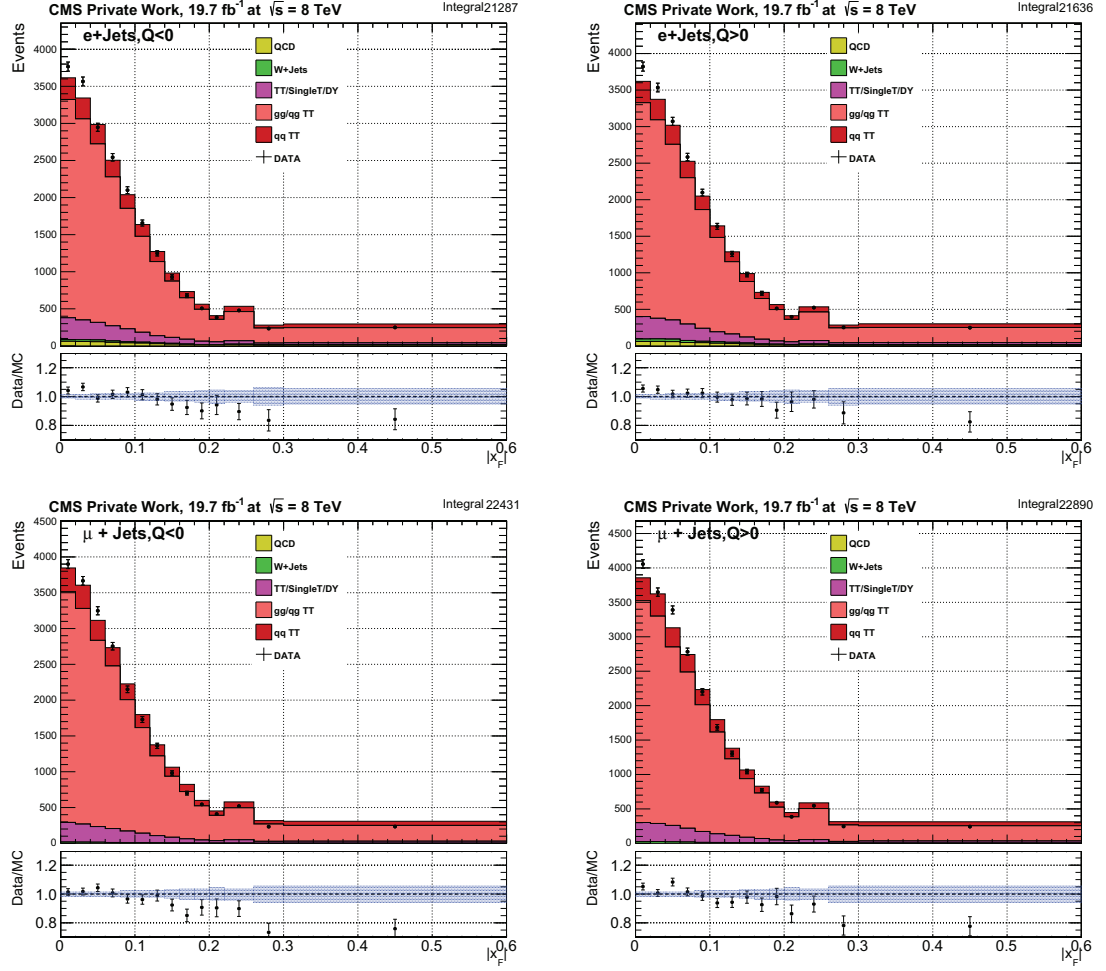 CMS Private Work, 19.7 fb⁻¹ at √s = 8 TeV Integral21287
e+Jets,Q<0
Events
4000
3500
3000
2500
2000
1500
1000
500
0
QCD
W+Jets
TT/SingleT/DY
gg/qg TT
qq TT
DATA
Data/MC
1.2
1.0
0.8
0 0.1 0.2 0.3 0.4 0.5 0.6
|x_F|
CMS Private Work, 19.7 fb⁻¹ at √s = 8 TeV Integral21636
e+Jets,Q>0
Events
4000
3500
3000
2500
2000
1500
1000
500
0
QCD
W+Jets
TT/SingleT/DY
gg/qg TT
qq TT
DATA
Data/MC
1.2
1.0
0.8
0 0.1 0.2 0.3 0.4 0.5 0.6
|x_F|
CMS Private Work, 19.7 fb⁻¹ at √s = 8 TeV Integral22431
μ + Jets,Q<0
Events
4500
4000
3500
3000
2500
2000
1500
1000
500
0
QCD
W+Jets
TT/SingleT/DY
gg/qg TT
qq TT
DATA
Data/MC
1.2
1.0
0.8
0 0.1 0.2 0.3 0.4 0.5 0.6
|x_F|
CMS Private Work, 19.7 fb⁻¹ at √s = 8 TeV Integral22890
μ + Jets,Q>0
Events
4500
4000
3500
3000
2500
2000
1500
1000
500
0
QCD
W+Jets
TT/SingleT/DY
gg/qg TT
qq TT
DATA
Data/MC
1.2
1.0
0.8
0 0.1 0.2 0.3 0.4 0.5 0.6
|x_F|